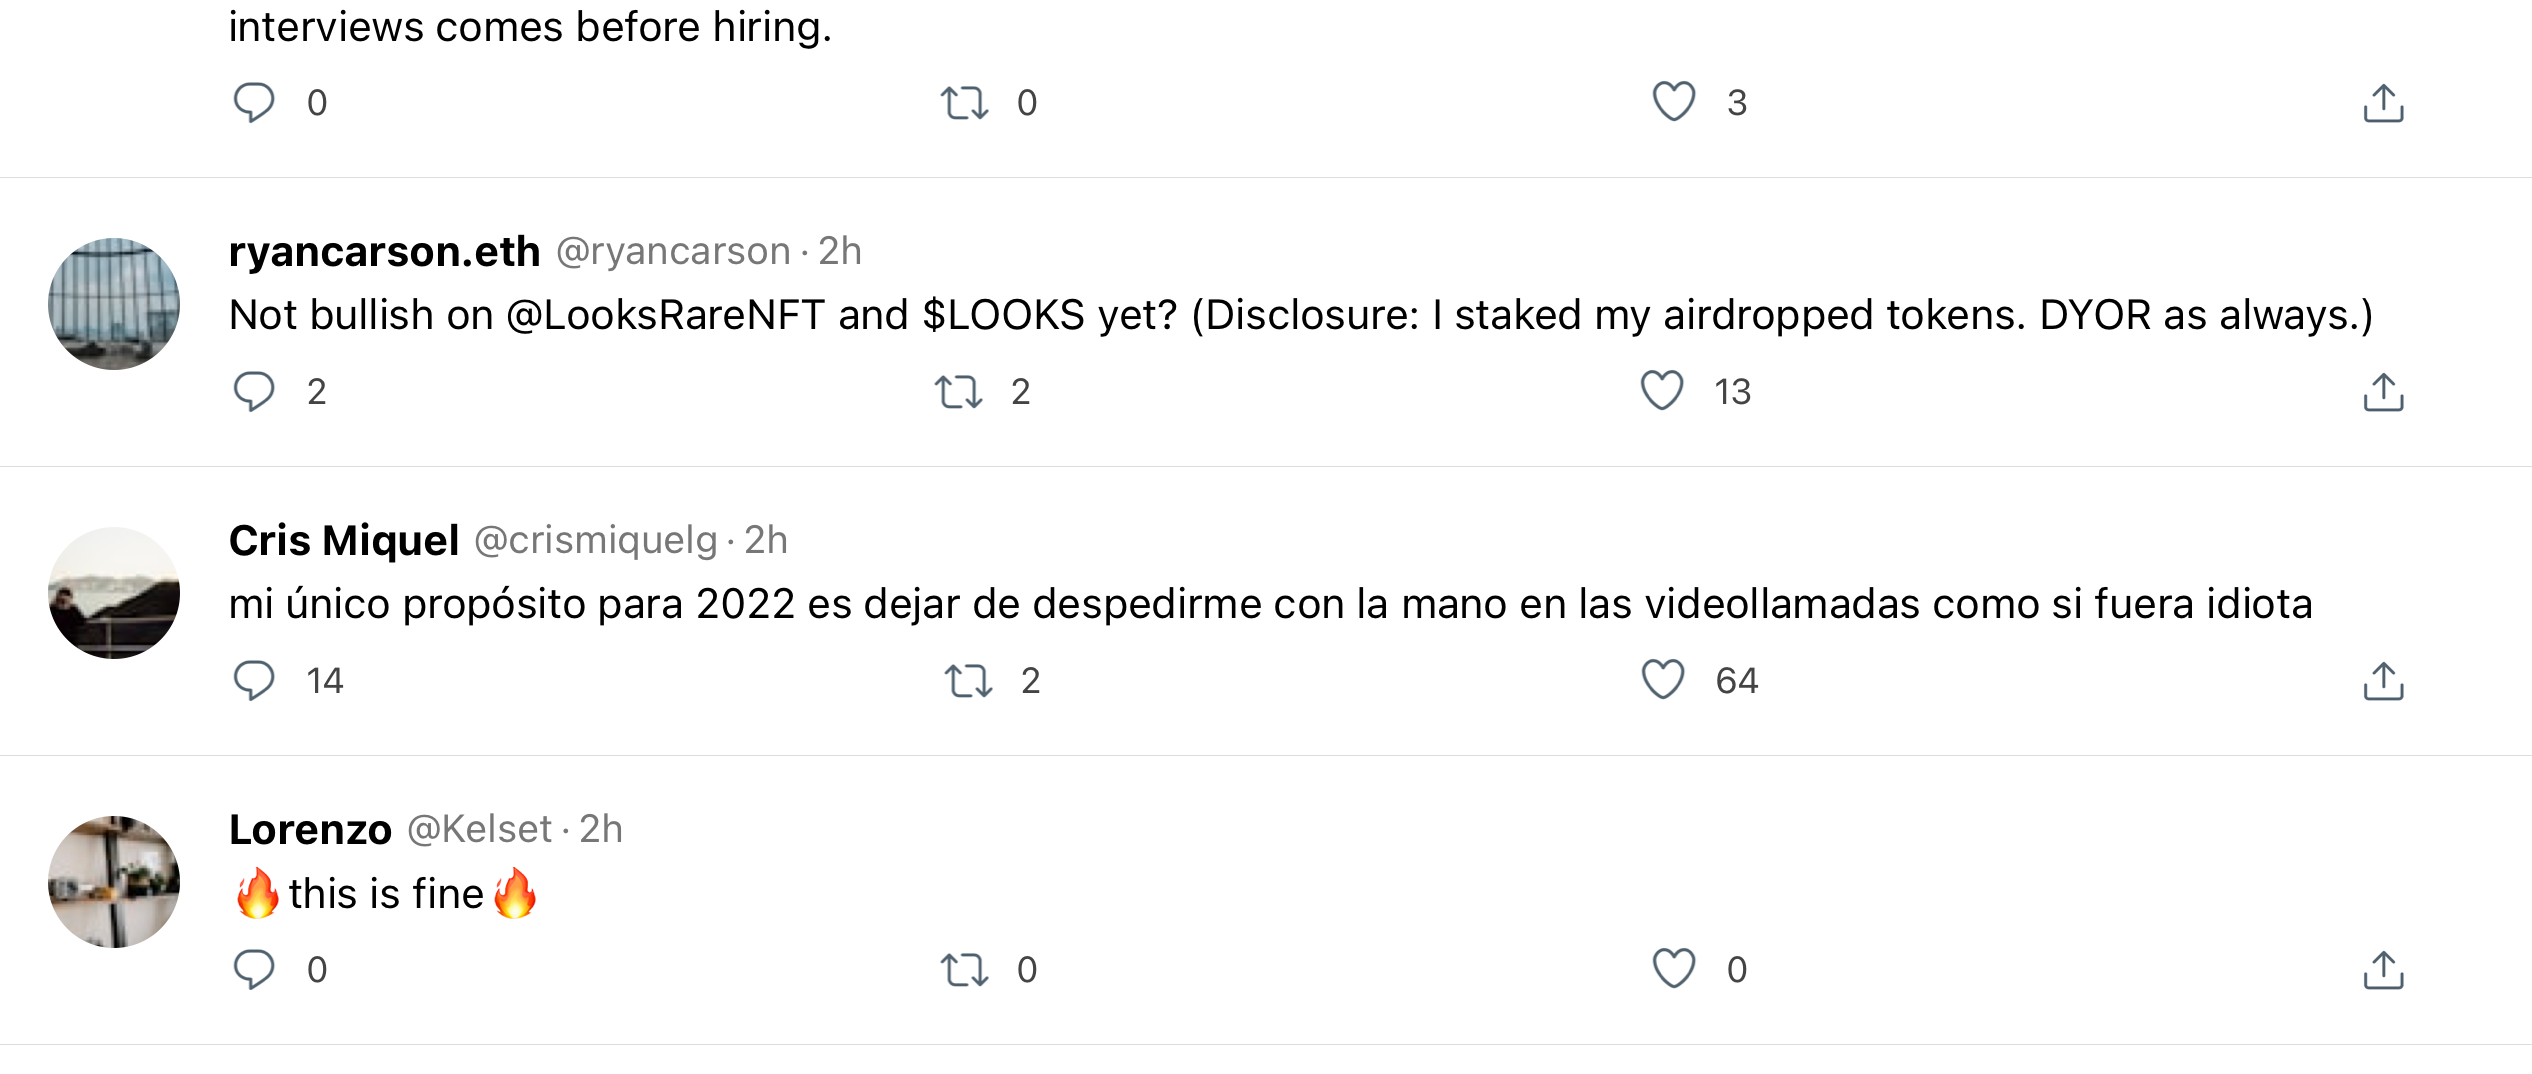 interviews comes before hiring.
0 0 3
ryancarson.eth @ryancarson · 2h
Not bullish on @LooksRareNFT and $LOOKS yet? (Disclosure: I staked my airdropped tokens. DYOR as always.)
2 2 13
Cris Miquel @crismiquelg · 2h
mi único propósito para 2022 es dejar de despedirme con la mano en las videollamadas como si fuera idiota
14 2 64
Lorenzo @Kelset · 2h
🔥this is fine🔥
0 0 0